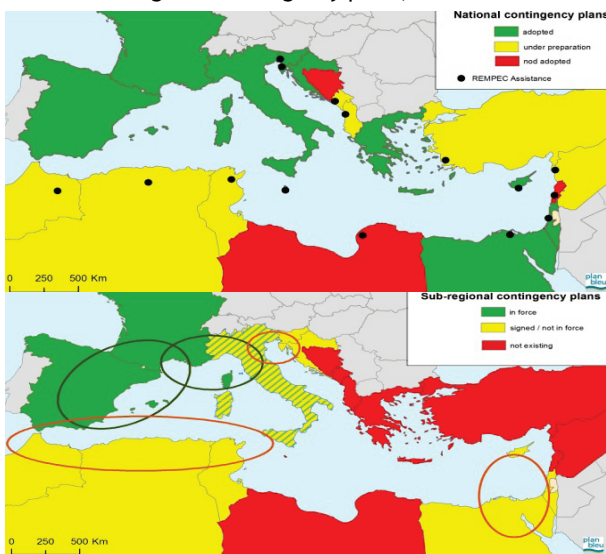 National contingency plans
adopted
under preparation
nod adopted
REMPEC Assistance
0 250 500 Km
plan
bleu
Sub-regional contingency plans
in force
signed / not in force
not existing
0 250 500 Km
plan
bleu